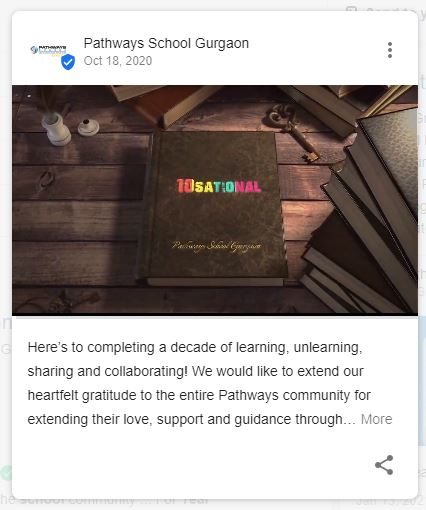 PATHWAYS
Pathways School Gurgaon
Oct 18, 2020
10SATIONAL
Pathways School Gurgaon
Here’s to completing a decade of learning, unlearning,
sharing and collaborating! We would like to extend our
heartfelt gratitude to the entire Pathways community for
extending their love, support and guidance through… More